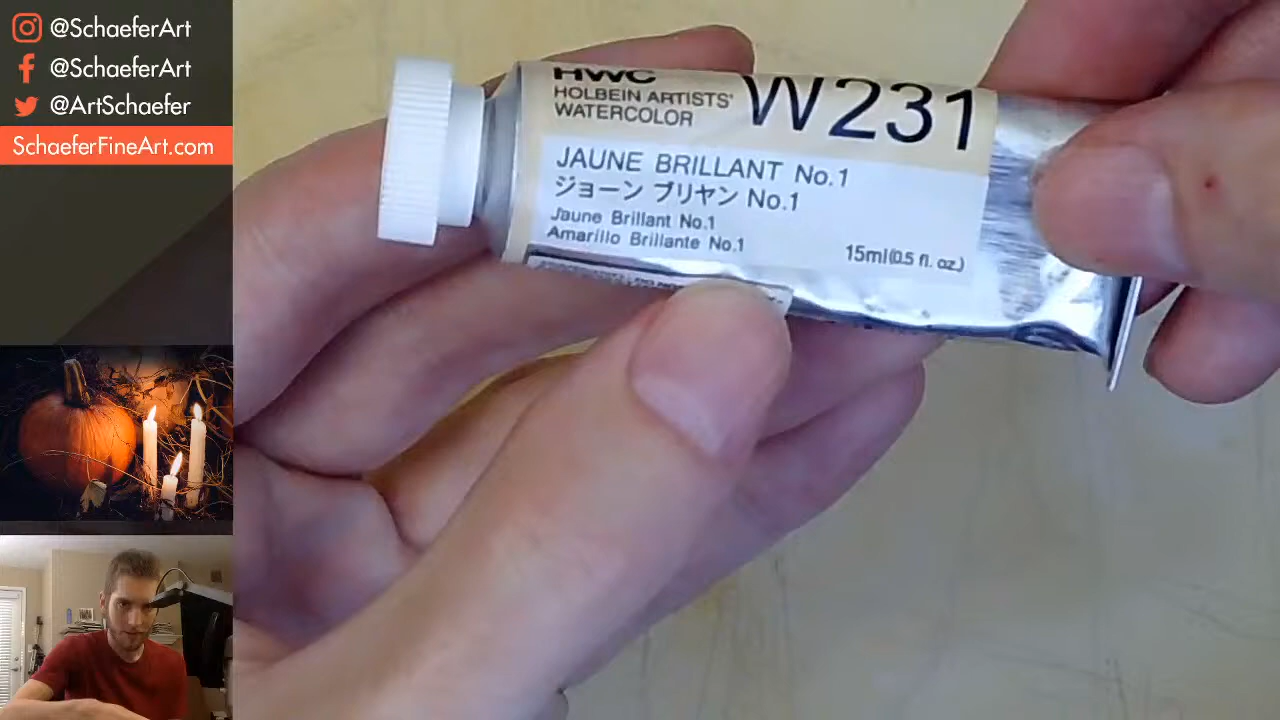 @SchaeferArt
@SchaeferArt
@ArtSchaefer
SchaeferFineArt.com
HWC
HOLBEIN ARTISTS'
WATERCOLOR
W231
JAUNE BRILLANT No.1
ジョーン ブリヤン No.1
Jaune Brillant No.1
Amarillo Brillante No.1
15ml(0.5 fl. oz.)